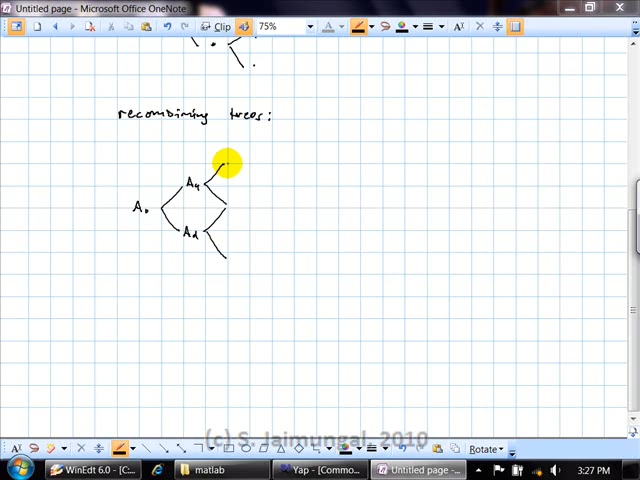 Untitled page - Microsoft Office OneNote
Clip
75%
recombining trees:
Au
A0
Ad
(c) S. Jaimungal, 2010
Rotate
WinEdt 6.0 - [C:...
matlab
Yap - [Commo...
Untitled page -...
3:27 PM